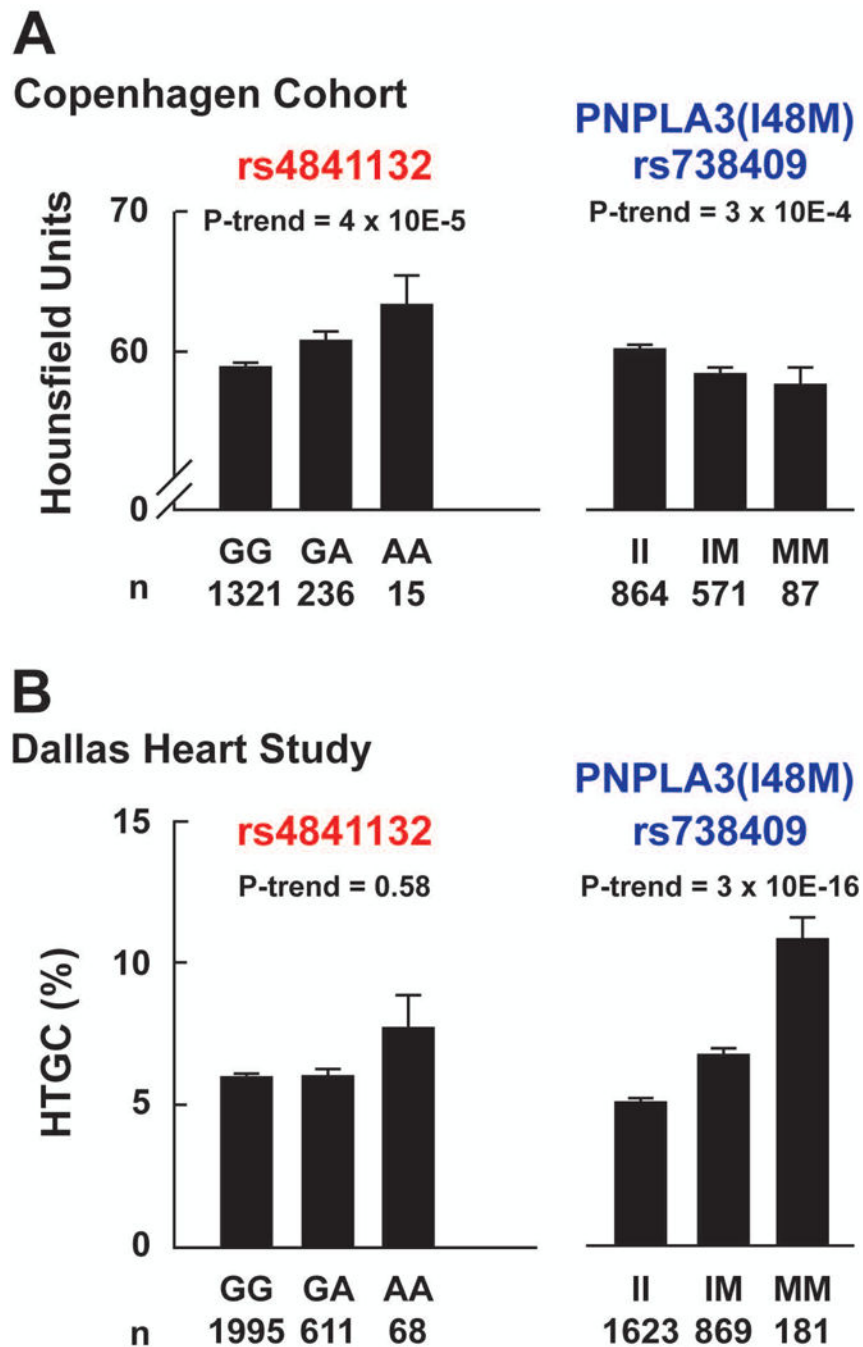 A
Copenhagen Cohort
rs4841132
P-trend = 4 x 10E-5
PNPLA3(I48M)
rs738409
P-trend = 3 x 10E-4
Hounsfield Units
70
60
0
GG GA AA
n 1321 236 15
II IM MM
864 571 87
B
Dallas Heart Study
rs4841132
P-trend = 0.58
PNPLA3(I48M)
rs738409
P-trend = 3 x 10E-16
HTGC (%)
15
10
5
0
GG GA AA
n 1995 611 68
II IM MM
1623 869 181